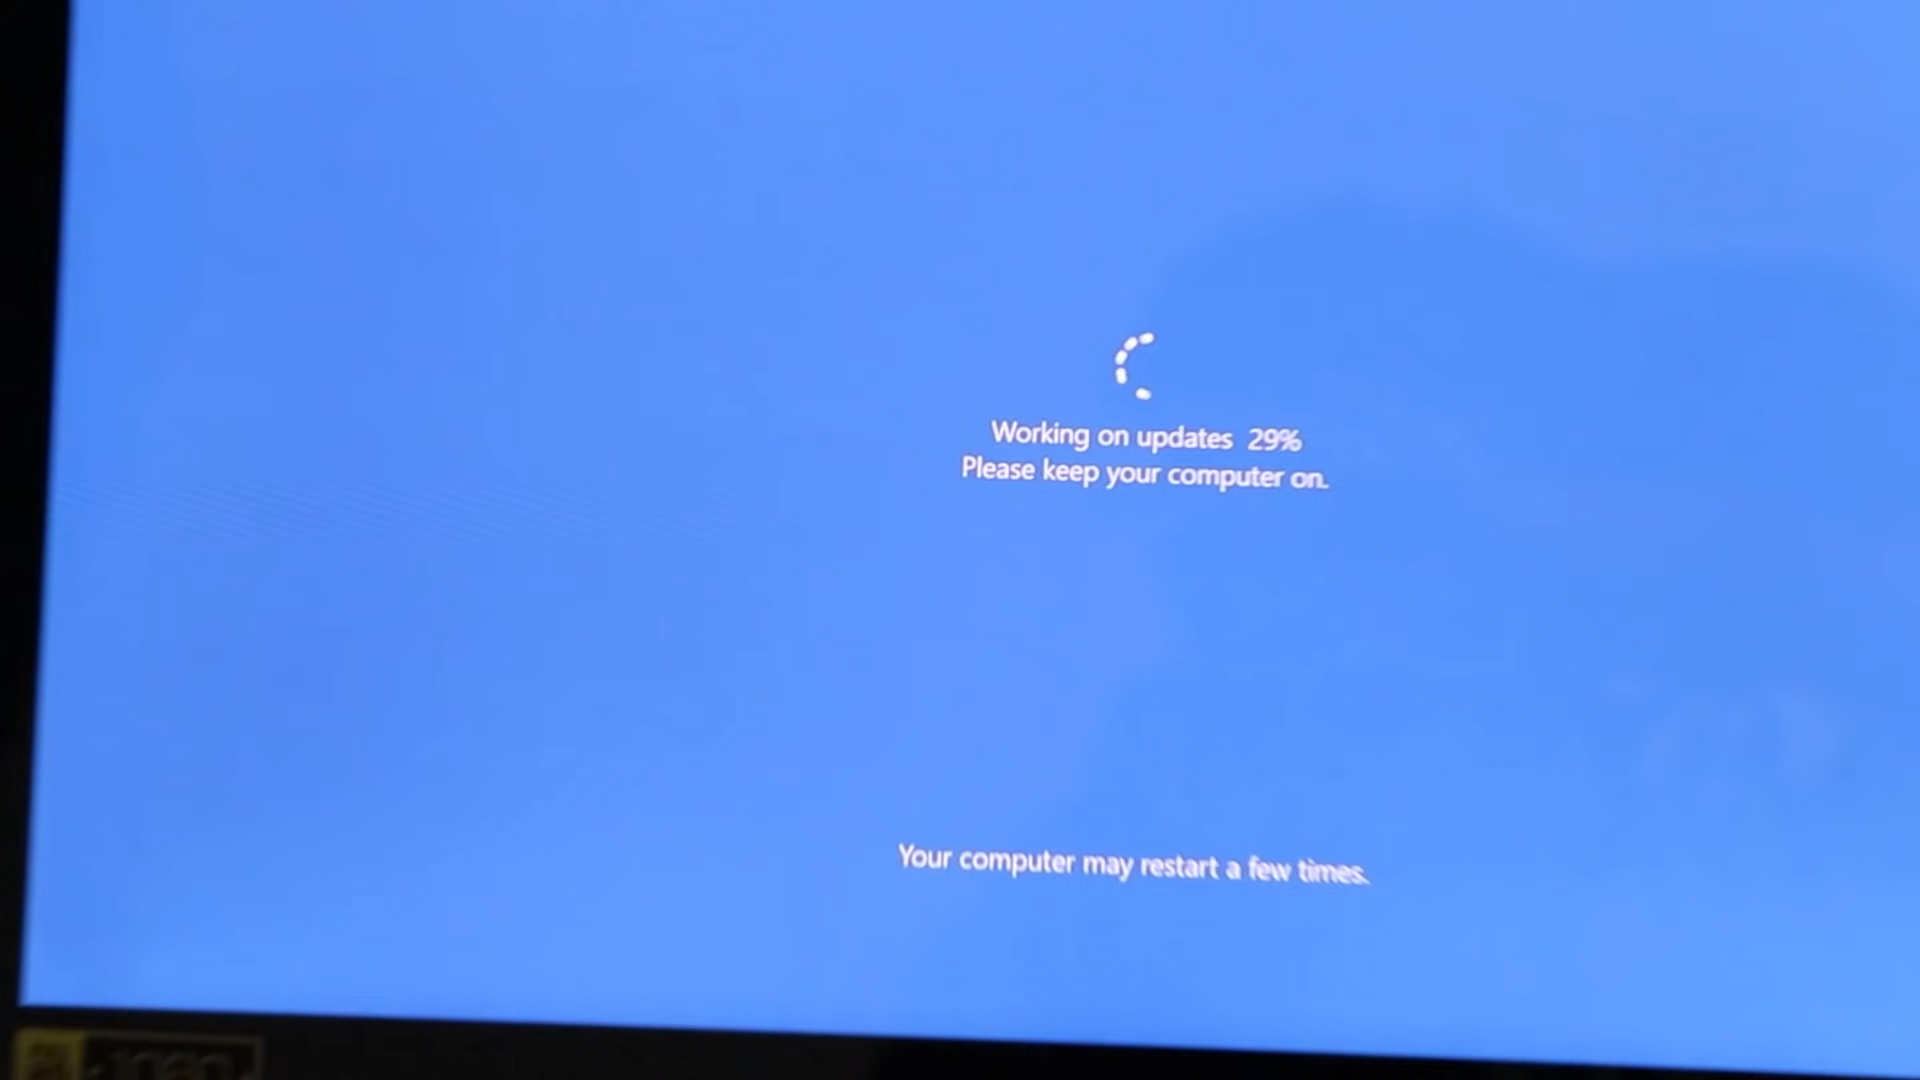 Working on updates 29%
Please keep your computer on.
Your computer may restart a few times.